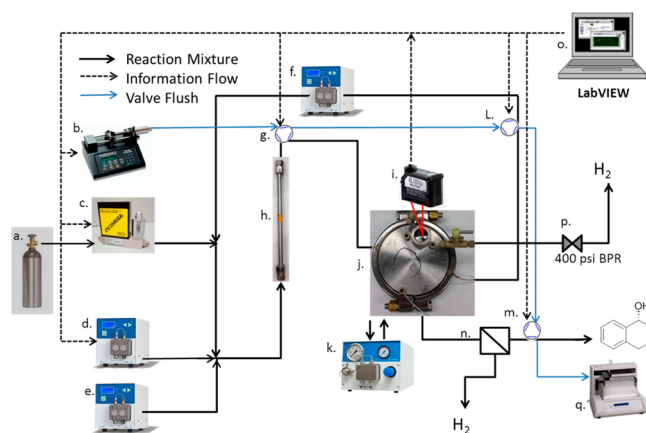 o.
LabVIEW
Reaction Mixture
Information Flow
Valve Flush
f.
b.
g.
L.
c.
i.
H₂
a.
h.
j.
p.
400 psi BPR
d.
m.
OH
k.
n.
e.
H₂
q.